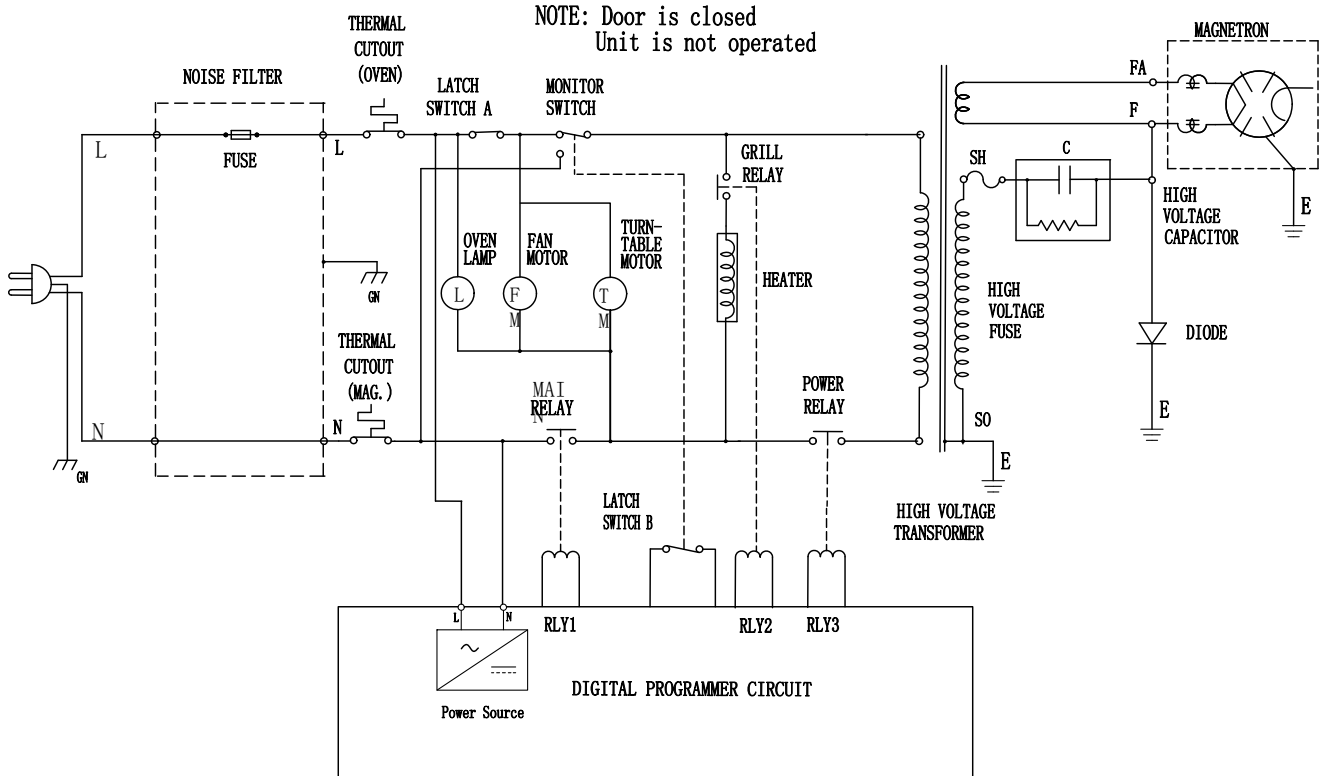 NOTE: Door is closed
Unit is not operated
THERMAL
CUTOUT
(OVEN)
NOISE FILTER
LATCH
SWITCH A
MONITOR
SWITCH
MAGNETRON
FA
F
L
FUSE
L
GRILL
RELAY
SH
C
HIGH
VOLTAGE
CAPACITOR
E
OVEN
LAMP
FAN
MOTOR
TURN-
TABLE
MOTOR
L
F
M
T
M
HEATER
GN
HIGH
VOLTAGE
FUSE
DIODE
THERMAL
CUTOUT
(MAG.)
MAI
N
RELAY
POWER
RELAY
SO
E
N
N
GN
E
LATCH
SWITCH B
HIGH VOLTAGE
TRANSFORMER
L
N
RLY1
RLY2
RLY3
DIGITAL PROGRAMMER CIRCUIT
Power Source